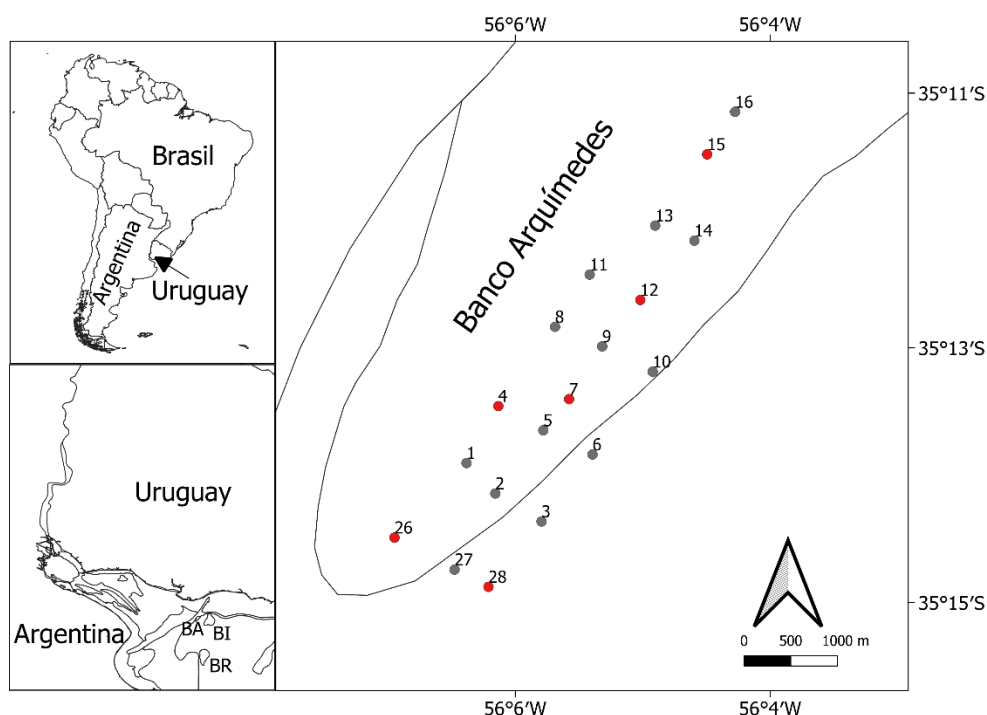 56°6'W
56°4'W
Brasil
Argentina
Uruguay
Uruguay
Argentina
BA
BI
BR
Banco Arquímedes
16
15
13
14
11
12
8
9
10
4
7
5
6
1
2
3
26
27
28
35°11'S
35°13'S
35°15'S
0 500 1000 m
56°6'W
56°4'W